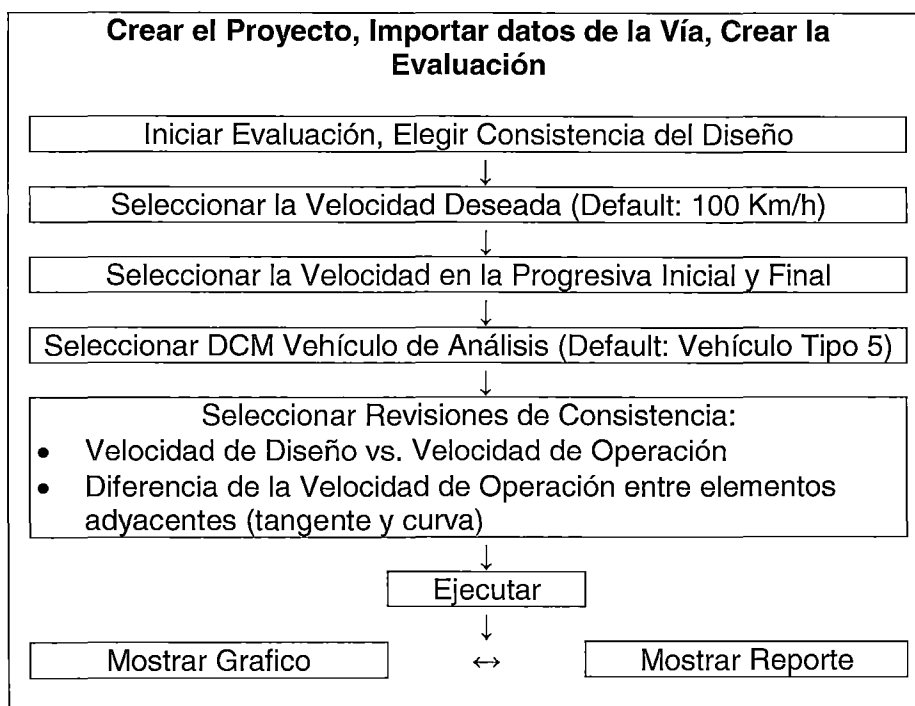 Crear el Proyecto, Importar datos de la Vía, Crear la
Evaluación
Iniciar Evaluación, Elegir Consistencia del Diseño
↓
Seleccionar la Velocidad Deseada (Default: 100 Km/h)
↓
Seleccionar la Velocidad en la Progresiva Inicial y Final
↓
Seleccionar DCM Vehículo de Análisis (Default: Vehículo Tipo 5)
↓
Seleccionar Revisiones de Consistencia:
• Velocidad de Diseño vs. Velocidad de Operación
• Diferencia de la Velocidad de Operación entre elementos
adyacentes (tangente y curva)
↓
Ejecutar
↓
Mostrar Grafico ↔ Mostrar Reporte